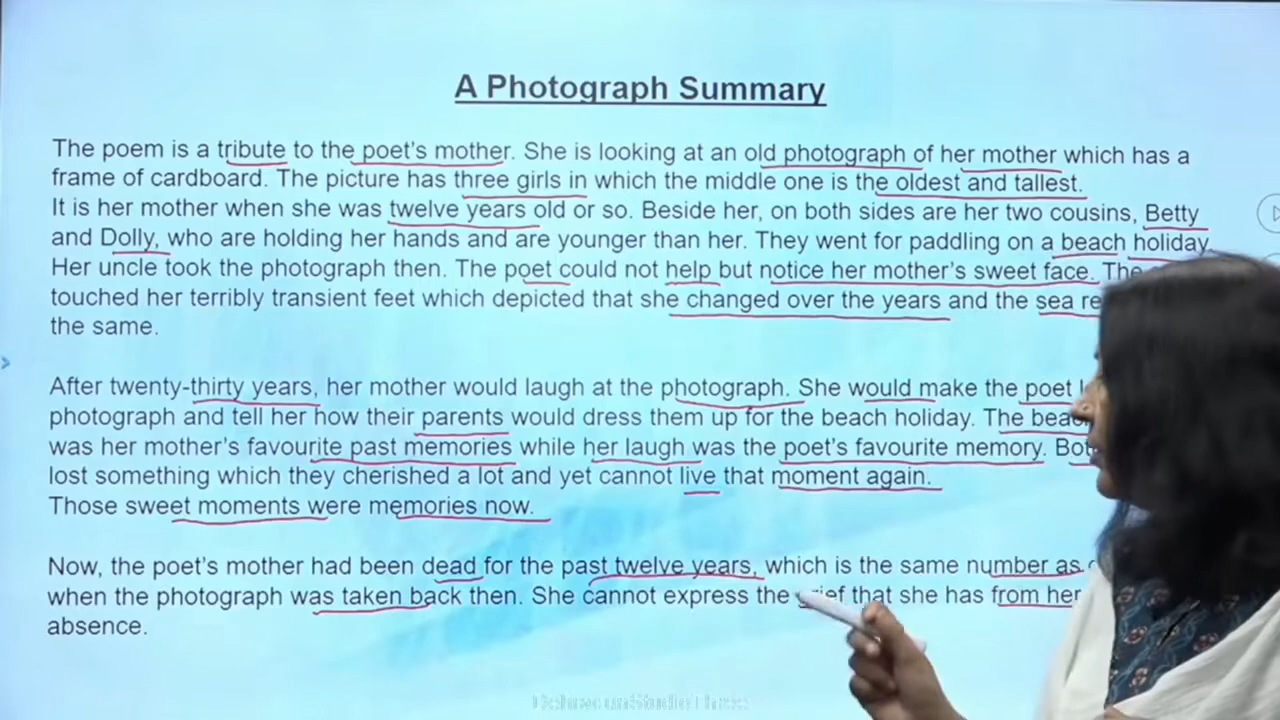 A Photograph Summary
The poem is a tribute to the poet's mother. She is looking at an old photograph of her mother which has a
frame of cardboard. The picture has three girls in which the middle one is the oldest and tallest.
It is her mother when she was twelve years old or so. Beside her, on both sides are her two cousins, Betty
and Dolly, who are holding her hands and are younger than her. They went for paddling on a beach holiday.
Her uncle took the photograph then. The poet could not help but notice her mother's sweet face. The
touched her terribly transient feet which depicted that she changed over the years and the sea
the same.
After twenty-thirty years, her mother would laugh at the photograph. She would make the poet
photograph and tell her how their parents would dress them up for the beach holiday. The
was her mother's favourite past memories while her laugh was the poet's favourite memory.
lost something which they cherished a lot and yet cannot live that moment again.
Those sweet moments were memories now.
Now, the poet's mother had been dead for the past twelve years, which is the same number as
when the photograph was taken back then. She cannot express the grief that she has from her
absence.